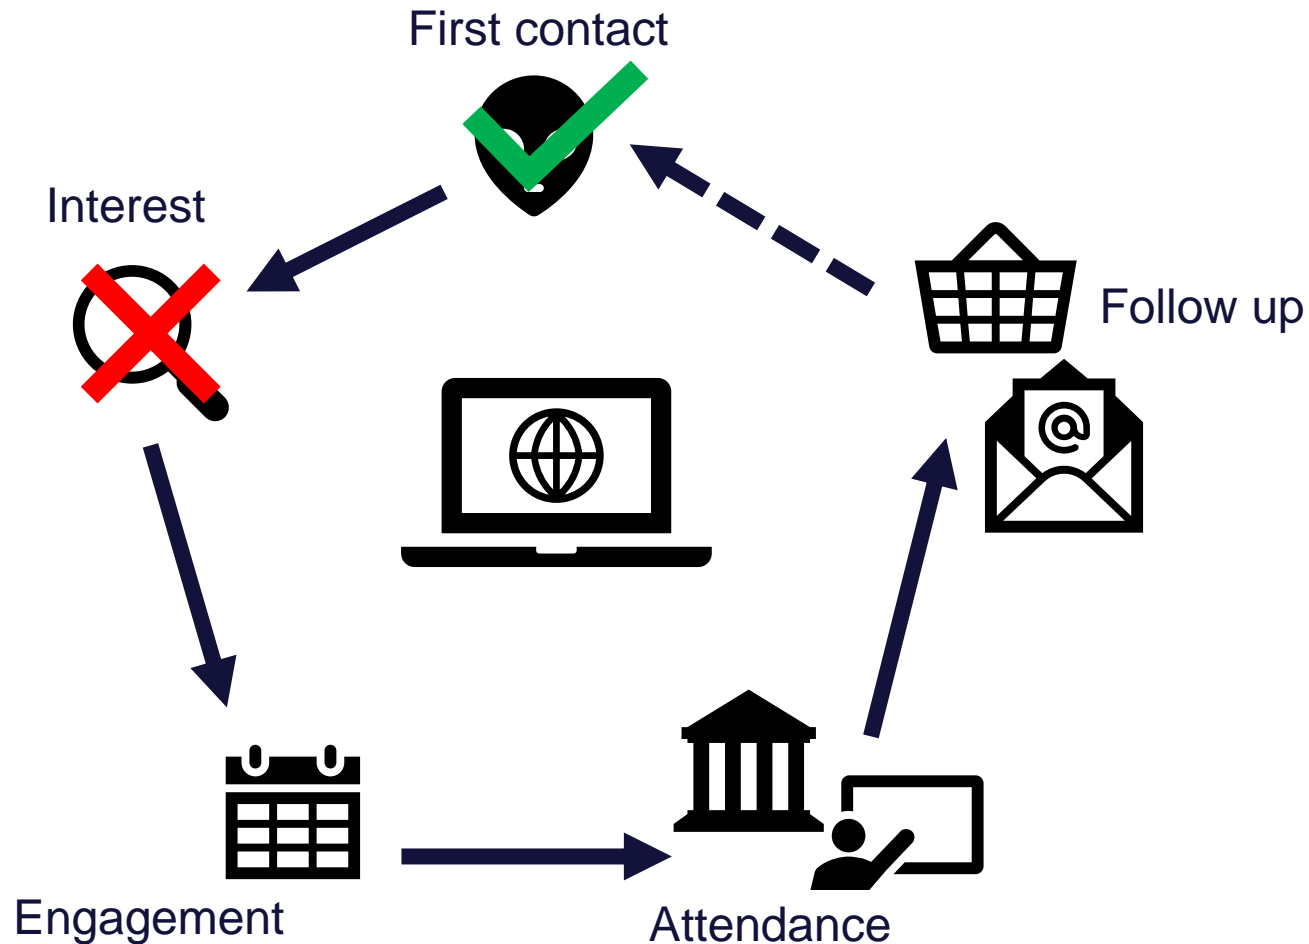 First contact
Interest
Follow up
@
Engagement
Attendance